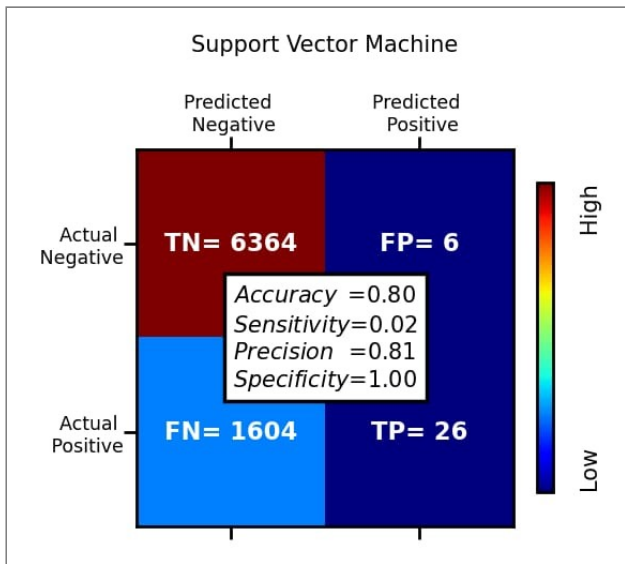 Support Vector Machine
Predicted
Negative
Predicted
Positive
Actual
Negative
TN= 6364
FP= 6
Accuracy =0.80
Sensitivity=0.02
Precision =0.81
Specificity=1.00
Actual
Positive
FN= 1604
TP= 26
High
Low